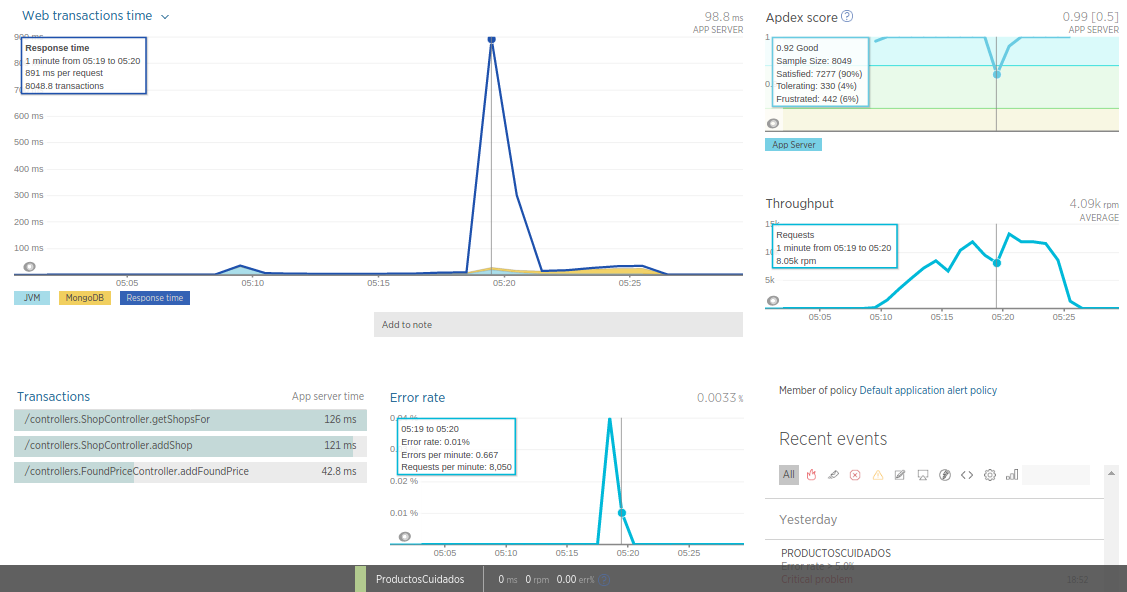 Web transactions time
98.8 ms
APP SERVER
900 ms
Response time
1 minute from 05:19 to 05:20
891 ms per request
8048.8 transactions
600 ms
500 ms
400 ms
300 ms
200 ms
100 ms
05:05
05:10
05:15
05:20
05:25
JVM
MongoDB
Response time
Add to note
Apdex score ?
0.99 [0.5]
APP SERVER
1
0.92 Good
Sample Size: 8049
Satisfied: 7277 (90%)
Tolerating: 330 (4%)
Frustrated: 442 (6%)
App Server
Throughput
4.09k rpm
AVERAGE
15k
Requests
1 minute from 05:19 to 05:20
8.05k rpm
5k
05:05
05:10
05:15
05:20
05:25
Transactions
App server time
/controllers.ShopController.getShopsFor
126 ms
/controllers.ShopController.addShop
121 ms
/controllers.FoundPriceController.addFoundPrice
42.8 ms
Error rate
0.0033 %
0.04 %
05:19 to 05:20
Error rate: 0.01%
Errors per minute: 0.667
Requests per minute: 8,050
0.02 %
0.01 %
05:05
05:10
05:15
05:20
05:25
Member of policy Default application alert policy
Recent events
All
Yesterday
PRODUCTOSCUIDADOS
Error rate > 5.0%
Critical problem
18:52
ProductosCuidados
0 ms 0 rpm 0.00 err%